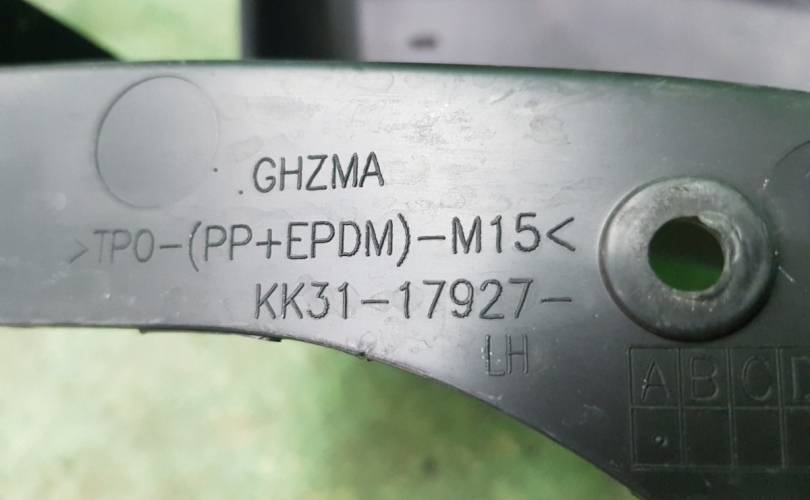 .GHZMA
>TPO-(PP+EPDM)-M15<
KK31-17927-
LH
A B C D